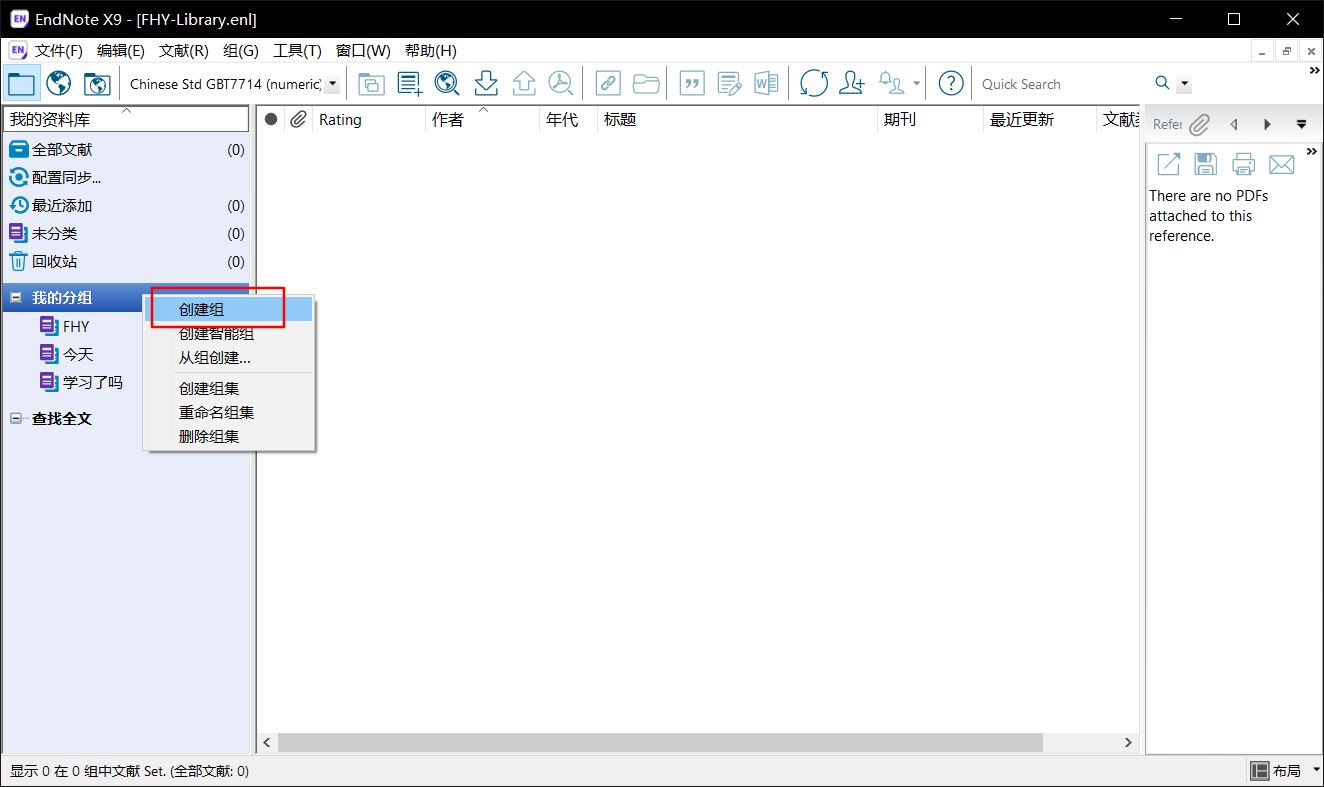 EN EndNote X9 - [FHY-Library.enl]
EN 文件(F) 编辑(E) 文献(R) 组(G) 工具(T) 窗口(W) 帮助(H)
Chinese Std GBT7714 (numeric) Quick Search
我的资料库 Rating 作者 年代 标题 期刊 最近更新 文献 Refer
全部文献 (0)
配置同步...
最近添加 (0)
未分类 (0)
回收站 (0)
我的分组
FHY
今天
学习了吗
查找全文
创建组
创建智能组
从组创建...
创建组集
重命名组集
删除组集
There are no PDFs
attached to this
reference.
显示 0 在 0 组中文献 Set. (全部文献: 0) 布局